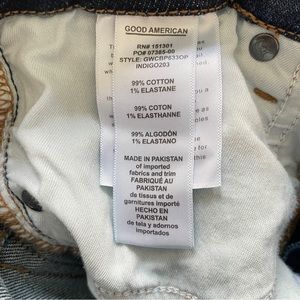 GOOD AMERICAN
RN# 151301
PO# 07365-00
STYLE: GWCBP633OP
INDIGO203
99% COTTON
1% ELASTANE
99% COTON
1% ELASTHANNE
99% ALGODÓN
1% ELASTANO
MADE IN PAKISTAN
of imported
fabrics and trim
FABRIQUÉ AU
PAKISTAN
de tissus et de
garnitures importés
HECHO EN
PAKISTAN
de tela y adornos
importados